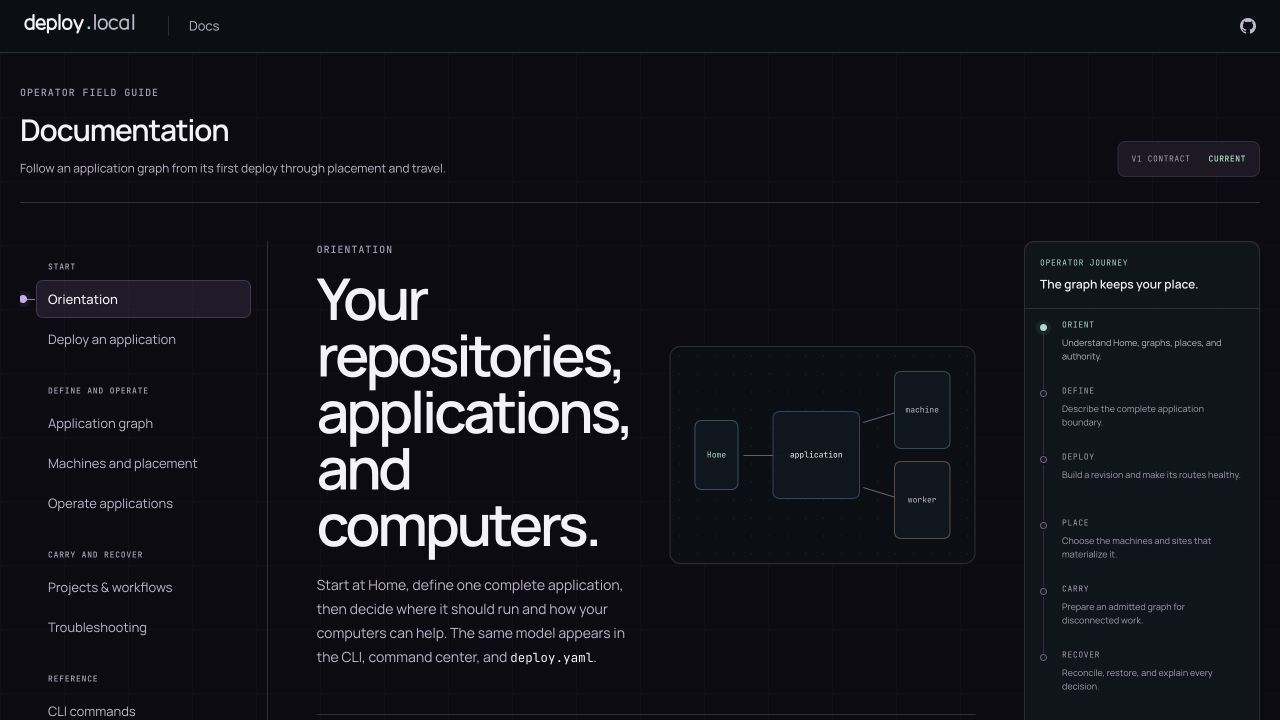 deploy.local
Docs
OPERATOR FIELD GUIDE
Documentation
Follow an application graph from its first deploy through placement and travel.
V1 CONTRACT CURRENT
START
Orientation
Deploy an application
DEFINE AND OPERATE
Application graph
Machines and placement
Operate applications
CARRY AND RECOVER
Projects & workflows
Troubleshooting
REFERENCE
CLI commands
ORIENTATION
Your
repositories,
applications,
and
computers.
Start at Home, define one complete application,
then decide where it should run and how your
computers can help. The same model appears in
the CLI, command center, and deploy.yaml.
Home
application
machine
worker
OPERATOR JOURNEY
The graph keeps your place.
ORIENT
Understand Home, graphs, places, and
authority.
DEFINE
Describe the complete application
boundary.
DEPLOY
Build a revision and make its routes healthy.
PLACE
Choose the machines and sites that
materialize it.
CARRY
Prepare an admitted graph for
disconnected work.
RECOVER
Reconcile, restore, and explain every
decision.